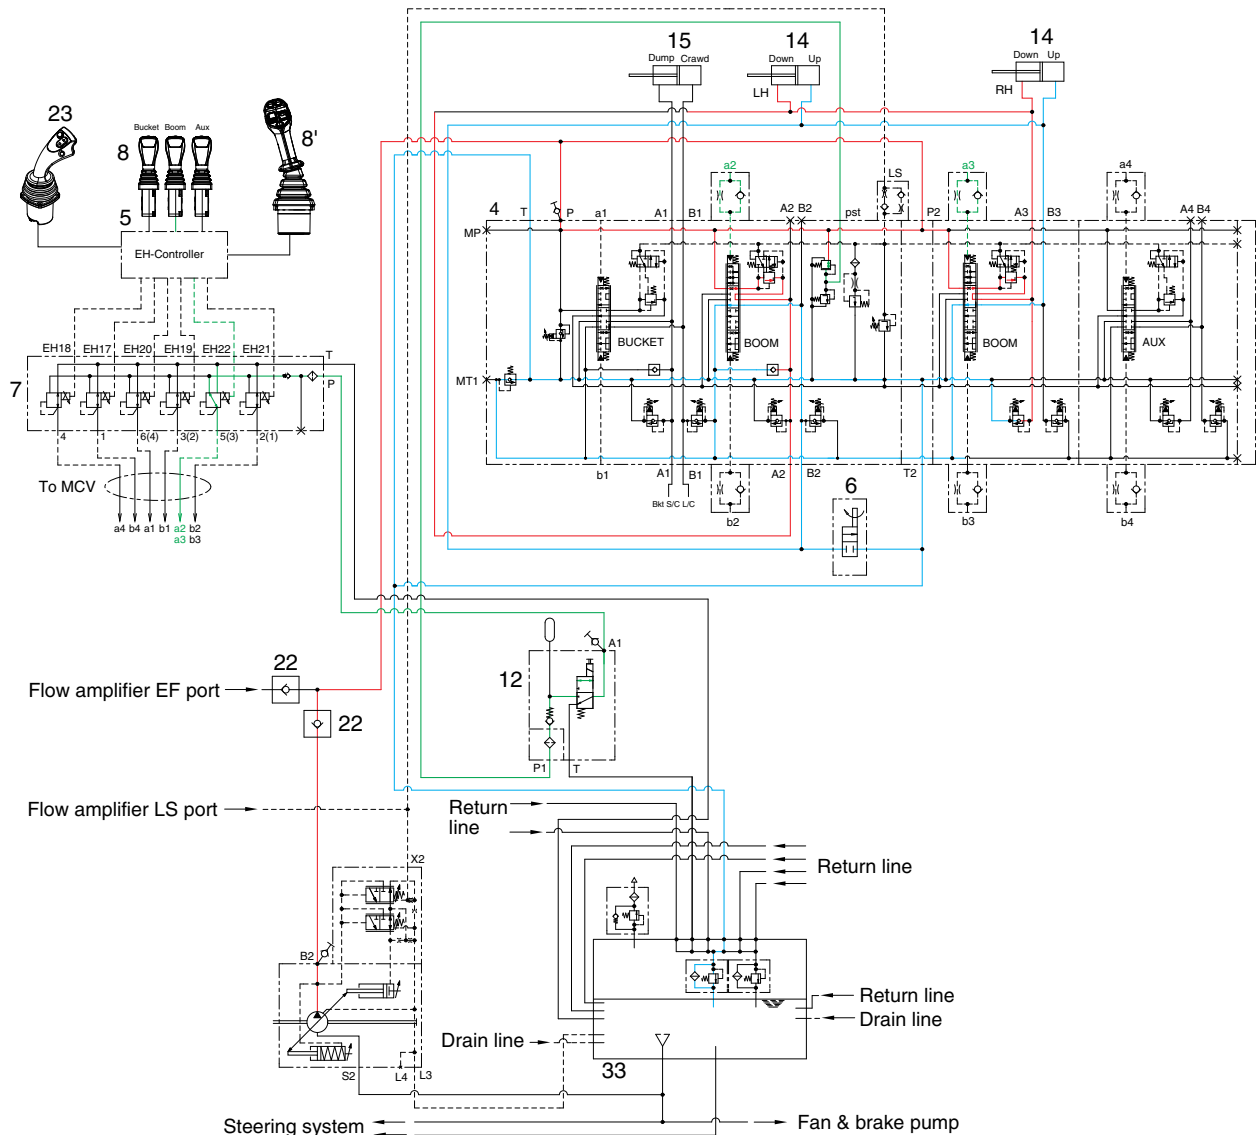 15
14
14
Dump Crawd
Down Up
Down Up
LH
RH
23
8
Bucket Boom Aux
8'
5
EH-Controller
4
T
P
a1
A1 B1
a2
A2 B2
pst
LS
P2
a3
A3 B3
a4
A4 B4
MP
BUCKET
BOOM
BOOM
AUX
MT1
EH18 EH17 EH20 EH19 EH22 EH21
T
P
7
4 1 6(4) 3(2) 5(3) 2(1)
To MCV
a4 b4 a1 b1 a2 b2
a3 b3
b1
A1 B1
A2 B2
T2
Bkt S/C L/C
b2
b3
b4
6
12
A1
P1 T
22
Flow amplifier EF port
22
Flow amplifier LS port
Return
line
Return line
X2
B2
S2
L4 L3
Return line
Drain line
Drain line
33
Steering system
Fan & brake pump